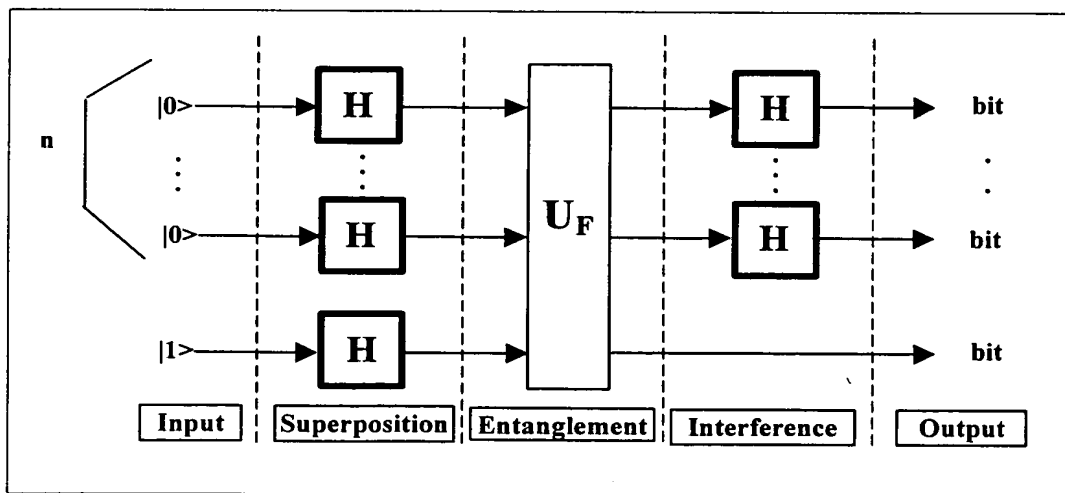 |0> H H bit
n
|0> H U_F H bit
|1> H bit
Input Superposition Entanglement Interference Output